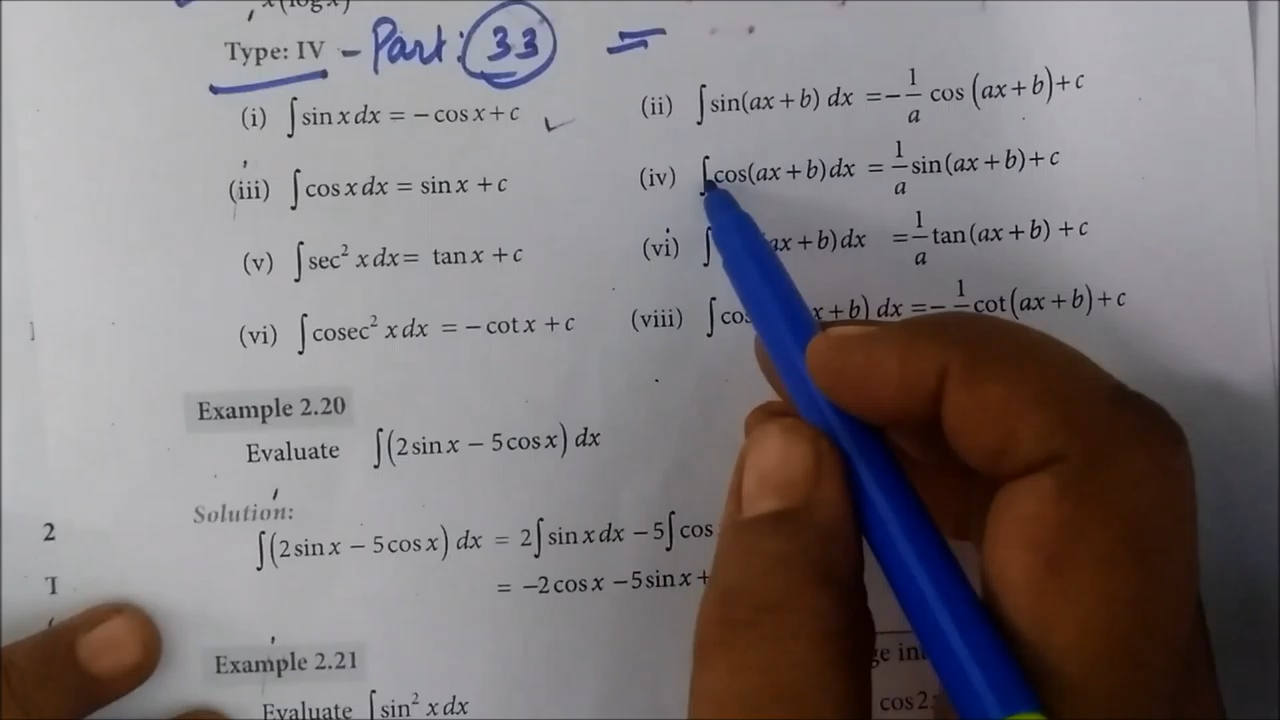 x(log x)
Type: IV – Part: 33 =
(i) ∫ sin x dx = − cos x + c ✓ (ii) ∫ sin(ax + b) dx = − 1/a cos (ax + b) + c
(iii) ∫ cos x dx = sin x + c (iv) ∫ cos(ax + b) dx = 1/a sin(ax + b) + c
(v) ∫ sec² x dx = tan x + c (vi) ∫ ax + b) dx = 1/a tan(ax + b) + c
(vi) ∫ cosec² x dx = − cot x + c (viii) ∫ x + b) dx = − 1 cot(ax + b) + c
Example 2.20
Evaluate ∫(2 sin x − 5 cos x) dx
Solution:
2 ∫(2 sin x − 5 cos x) dx = 2∫ sin x dx − 5∫ cos
= −2 cos x − 5 sin x +
Example 2.21
cos 2
Evaluate ∫ sin² x dx